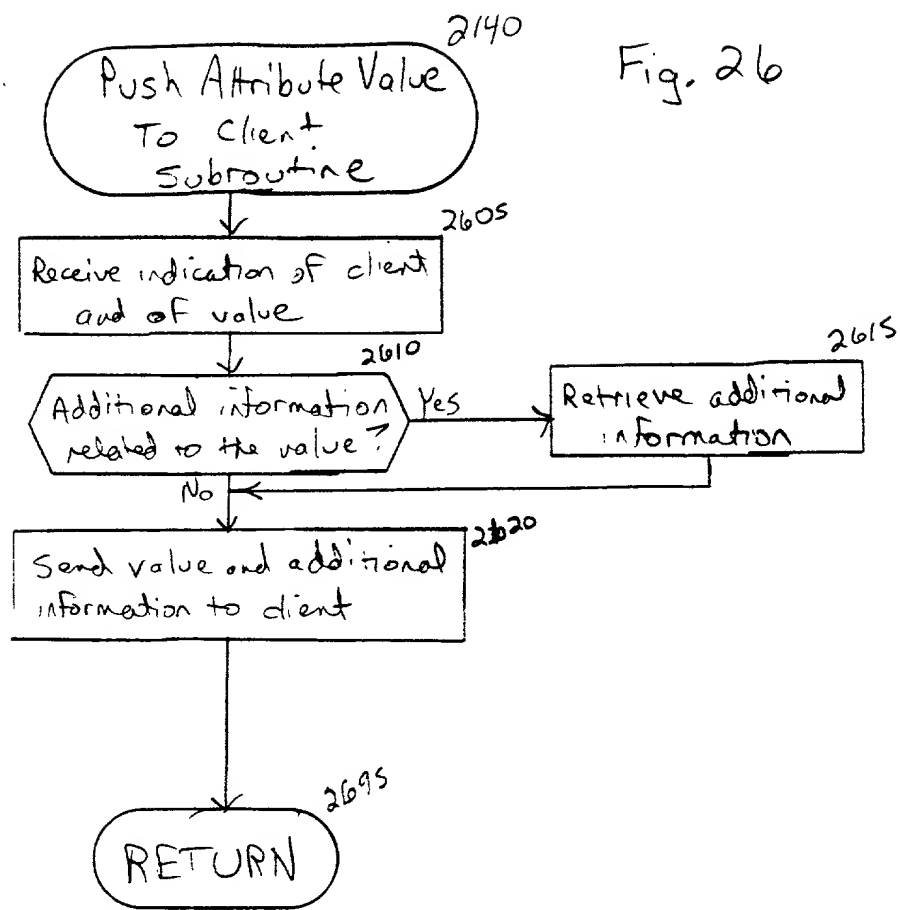 2140
Fig. 26
Push Attribute Value
To Client
Subroutine
2605
Receive indication of client
and of value
2610
Additional information
related to the value?
Yes
2615
Retrieve additional
information
No
2620
Send value and additional
information to client
2695
RETURN